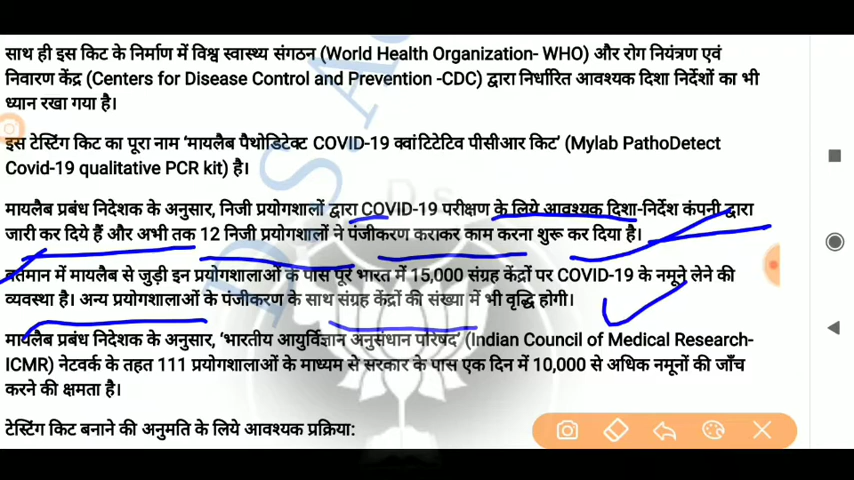 साथ ही इस किट के निर्माण में विश्व स्वास्थ्य संगठन (World Health Organization- WHO) और रोग नियंत्रण एवं
निवारण केंद्र (Centers for Disease Control and Prevention -CDC) द्वारा निर्धारित आवश्यक दिशा निर्देशों का भी
ध्यान रखा गया है।
इस टेस्टिंग किट का पूरा नाम ‘मायलैब पैथोडिटेक्ट COVID-19 क्वांटिटेटिव पीसीआर किट’ (Mylab PathoDetect
Covid-19 qualitative PCR kit) है।
मायलैब प्रबंध निदेशक के अनुसार, निजी प्रयोगशालों द्वारा COVID-19 परीक्षण के लिये आवश्यक दिशा-निर्देश कंपनी द्वारा
जारी कर दिये हैं और अभी तक 12 निजी प्रयोगशालों ने पंजीकरण कराकर काम करना शुरू कर दिया है।
वर्तमान में मायलैब से जुड़ी इन प्रयोगशालाओं के पास पूरे भारत में 15,000 संग्रह केंद्रों पर COVID-19 के नमूने लेने की
व्यवस्था है। अन्य प्रयोगशालाओं के पंजीकरण के साथ संग्रह केंद्रों की संख्या में भी वृद्धि होगी।
मायलैब प्रबंध निदेशक के अनुसार, ‘भारतीय आयुर्विज्ञान अनुसंधान परिषद’ (Indian Council of Medical Research-
ICMR) नेटवर्क के तहत 111 प्रयोगशालाओं के माध्यम से सरकार के पास एक दिन में 10,000 से अधिक नमूनों की जाँच
करने की क्षमता है।
टेस्टिंग किट बनाने की अनुमति के लिये आवश्यक प्रक्रिया: